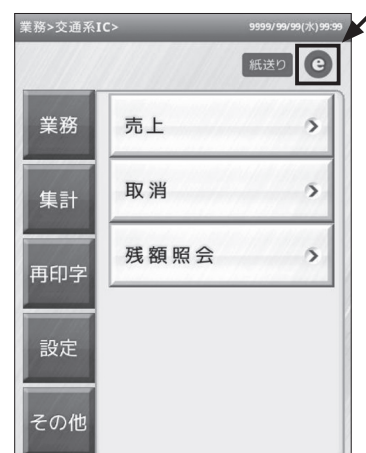 業務>交通系IC> 9999/99/99(水)99:99
紙送り e
業務
集計
再印字
設定
その他
売上
取消
残額照会